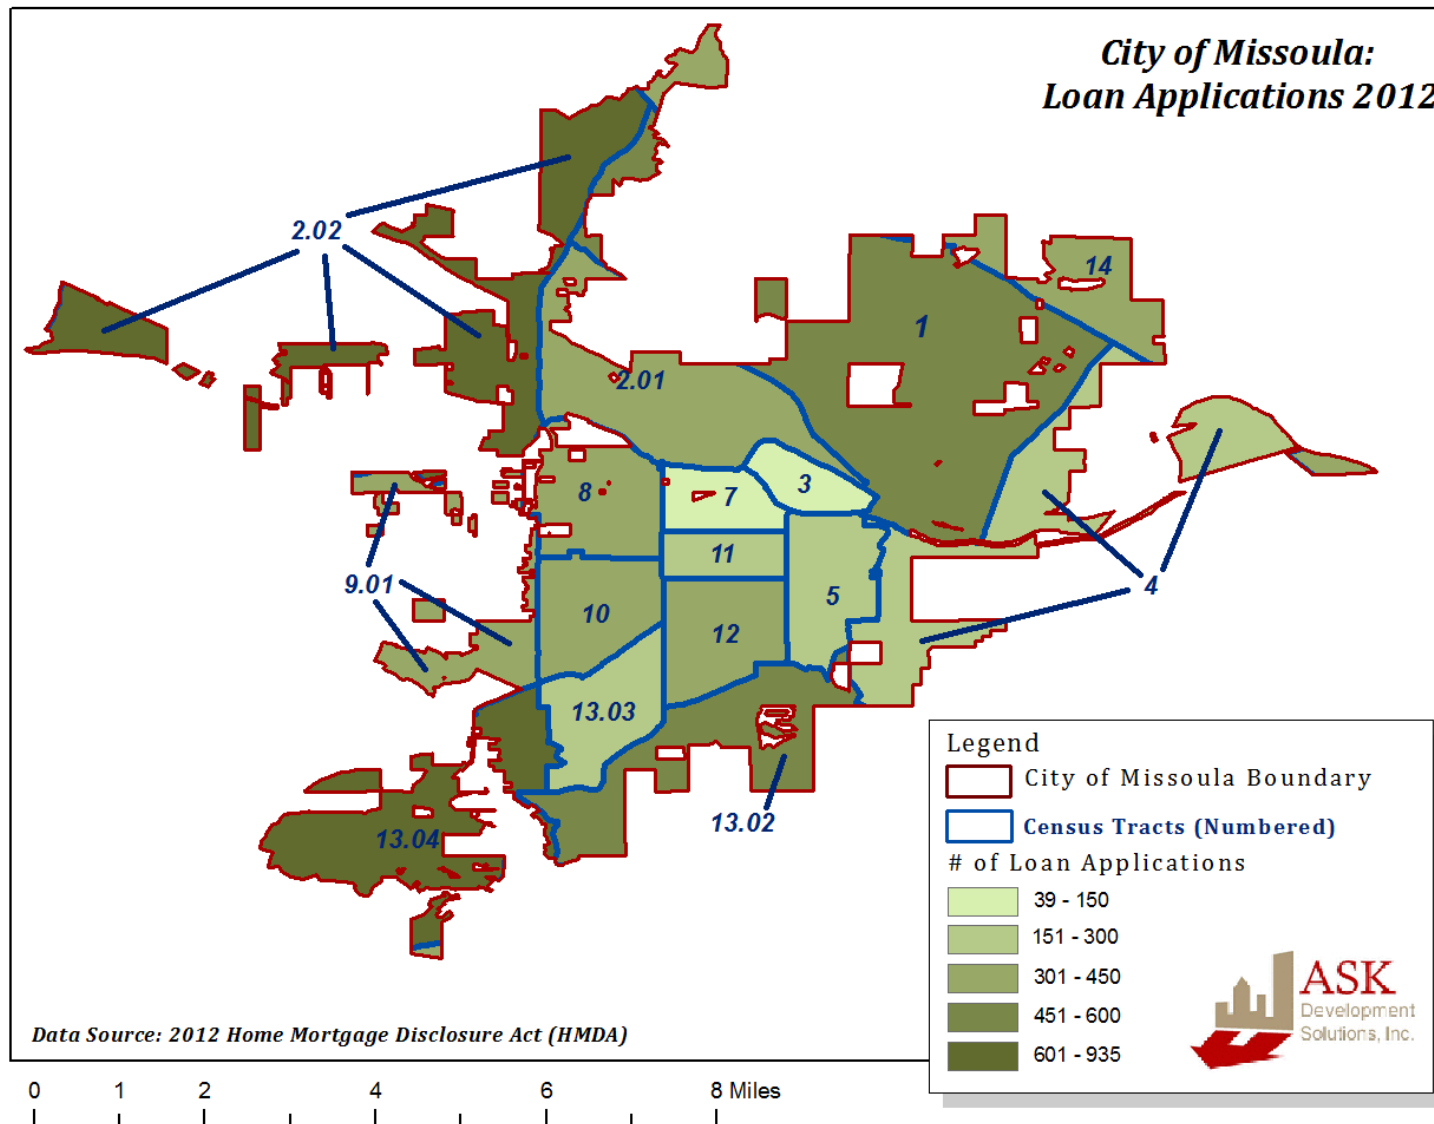 City of Missoula:
Loan Applications 2012
2.02
14
1
2.01
3
8
7
11
9.01
4
5
10
12
13.03
13.02
13.04
Legend
City of Missoula Boundary
Census Tracts (Numbered)
# of Loan Applications
39 - 150
151 - 300
301 - 450
451 - 600
601 - 935
ASK
Development
Solutions, Inc.
Data Source: 2012 Home Mortgage Disclosure Act (HMDA)
0 1 2 4 6 8 Miles